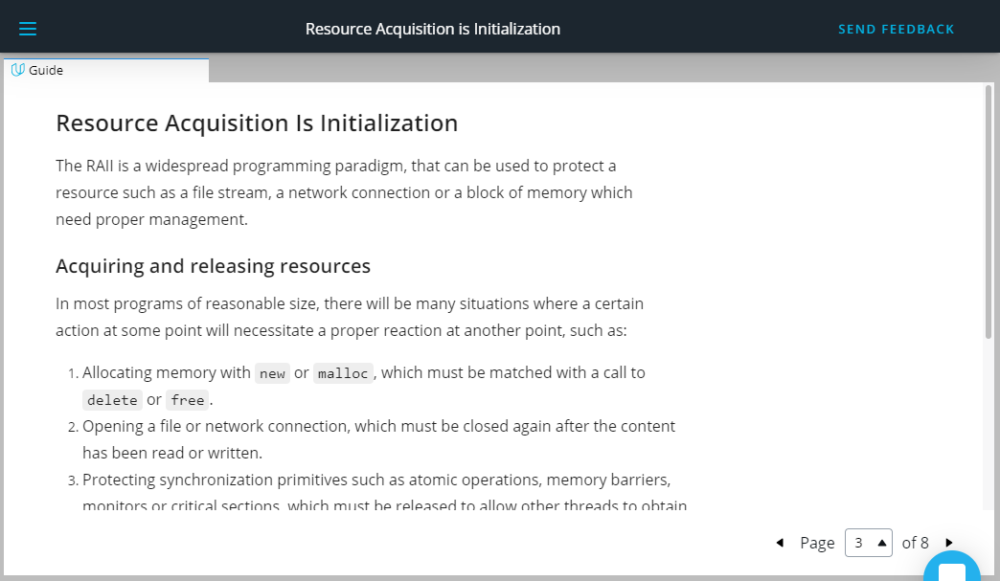 Resource Acquisition is Initialization
SEND FEEDBACK
Guide
Resource Acquisition Is Initialization
The RAII is a widespread programming paradigm, that can be used to protect a
resource such as a file stream, a network connection or a block of memory which
need proper management.
Acquiring and releasing resources
In most programs of reasonable size, there will be many situations where a certain
action at some point will necessitate a proper reaction at another point, such as:
1. Allocating memory with new or malloc, which must be matched with a call to
delete or free.
2. Opening a file or network connection, which must be closed again after the content
has been read or written.
3. Protecting synchronization primitives such as atomic operations, memory barriers,
monitors or critical sections, which must be released to allow other threads to obtain
Page 3 of 8